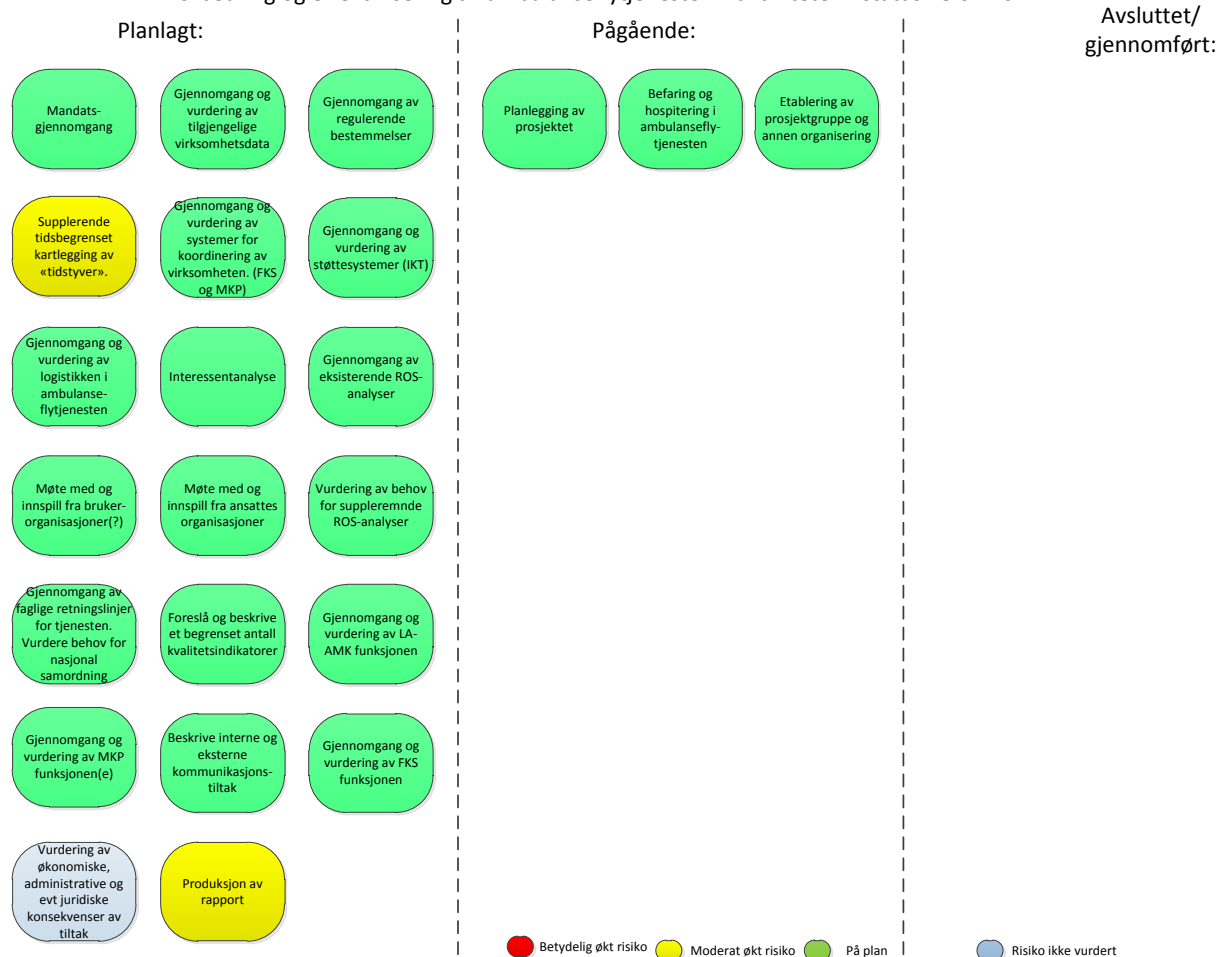 Planlagt:
Pågående:
Avsluttet/
gjennomført:
Mandats-
gjennomgang
Gjennomgang og
vurdering av
tilgjengelige
virksomhetsdata
Gjennomgang av
regulerende
bestemmelser
Planlegging av
prosjektet
Befaring og
hospitering i
ambulansefly-
tjenesten
Etablering av
prosjektgruppe og
annen organisering
Supplerende
tidsbegrenset
kartlegging av
«tidstyver».
Gjennomgang og
vurdering av
systemer for
koordinering av
virksomheten. (FKS
og MKP)
Gjennomgang og
vurdering av
støttesystemer (IKT)
Gjennomgang og
vurdering av
logistikken i
ambulanse-
flytjenesten
Interessentanalyse
Gjennomgang av
eksisterende ROS-
analyser
Møte med og
innspill fra bruker-
organisasjoner(?)
Møte med og
innspill fra ansattes
organisasjoner
Vurdering av behov
for suppleremnde
ROS-analyser
Gjennomgang av
faglige retningslinjer
for tjenesten.
Vurdere behov for
nasjonal
samordning
Foreslå og beskrive
et begrenset antall
kvalitetsindikatorer
Gjennomgang og
vurdering av LA-
AMK funksjonen
Gjennomgang og
vurdering av MKP
funksjonen(e)
Beskrive interne og
eksterne
kommunikasjons-
tiltak
Gjennomgang og
vurdering av FKS
funksjonen
Vurdering av
økonomiske,
administrative og
evt juridiske
konsekvenser av
tiltak
Produksjon av
rapport
Betydelig økt risiko
Moderat økt risiko
På plan
Risiko ikke vurdert